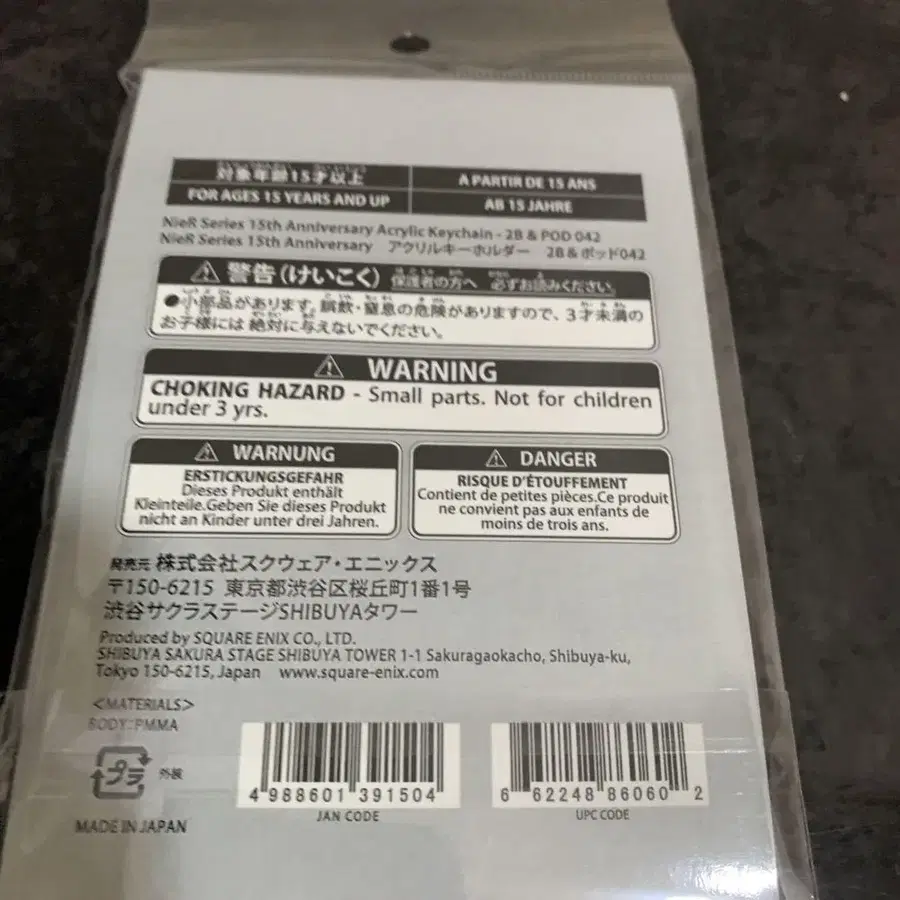 対象年齢15才以上
A PARTIR DE 15 ANS
FOR AGES 15 YEARS AND UP
AB 15 JAHRE
NieR Series 15th Anniversary Acrylic Keychain - 2B & POD 042
NieR Series 15th Anniversary アクリルキーホルダー 2B & ポッド042
⚠ 警告(けいこく) 保護者の方へ 必ずお読みください。
●小部品があります。誤飲・窒息の危険がありますので、3才未満の
お子様には 絶対に与えないでください。
⚠ WARNING
CHOKING HAZARD - Small parts. Not for children
under 3 yrs.
⚠ WARNUNG
ERSTICKUNGSGEFAHR
Dieses Produkt enthält
Kleinteile.Geben Sie dieses Produkt
nicht an Kinder unter drei Jahren.
⚠ DANGER
RISQUE D'ÉTOUFFEMENT
Contient de petites pièces.Ce produit
ne convient pas aux enfants de
moins de trois ans.
発売元 株式会社スクウェア・エニックス
〒150-6215 東京都渋谷区桜丘町1番1号
渋谷サクラステージSHIBUYAタワー
Produced by SQUARE ENIX CO., LTD.
SHIBUYA SAKURA STAGE SHIBUYA TOWER 1-1 Sakuragaokacho, Shibuya-ku,
Tokyo 150-6215, Japan www.square-enix.com
<MATERIALS>
BODY:PMMA
プラ 外装
MADE IN JAPAN
4 988601 391504
JAN CODE
6 62248 86060 2
UPC CODE